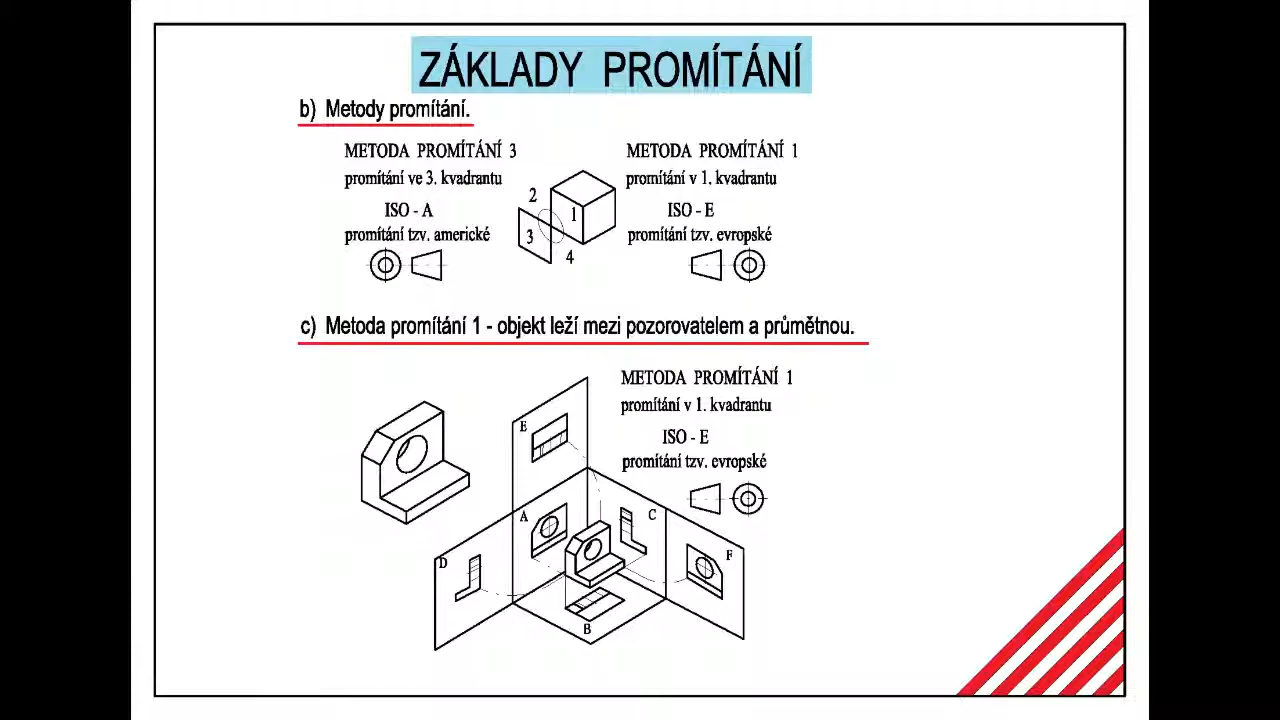 ZÁKLADY PROMÍTÁNÍ
b) Metody promítání.
METODA PROMÍTÁNÍ 3
promítání ve 3. kvadrantu
ISO - A
promítání tzv. americké
2
1
3
4
METODA PROMÍTÁNÍ 1
promítání v 1. kvadrantu
ISO - E
promítání tzv. evropské
c) Metoda promítání 1 - objekt leží mezi pozorovatelem a průmětnou.
METODA PROMÍTÁNÍ 1
promítání v 1. kvadrantu
ISO - E
promítání tzv. evropské
E
A
C
D
F
B